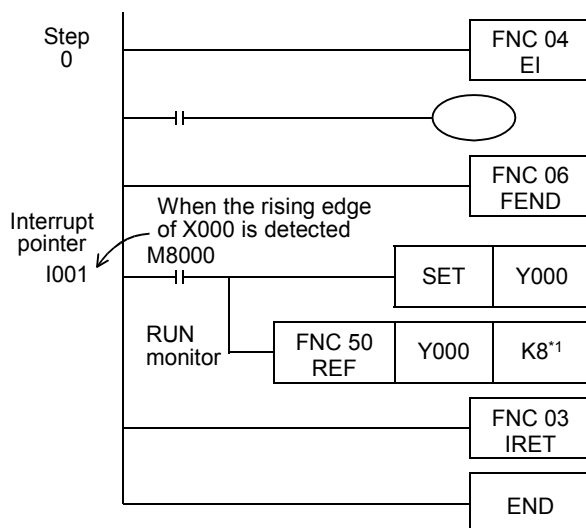 Step
0
FNC 04
EI
FNC 06
FEND
Interrupt
pointer
I001
When the rising edge
of X000 is detected
M8000
SET
Y000
RUN
monitor
FNC 50
REF
Y000
K8*1
FNC 03
IRET
END